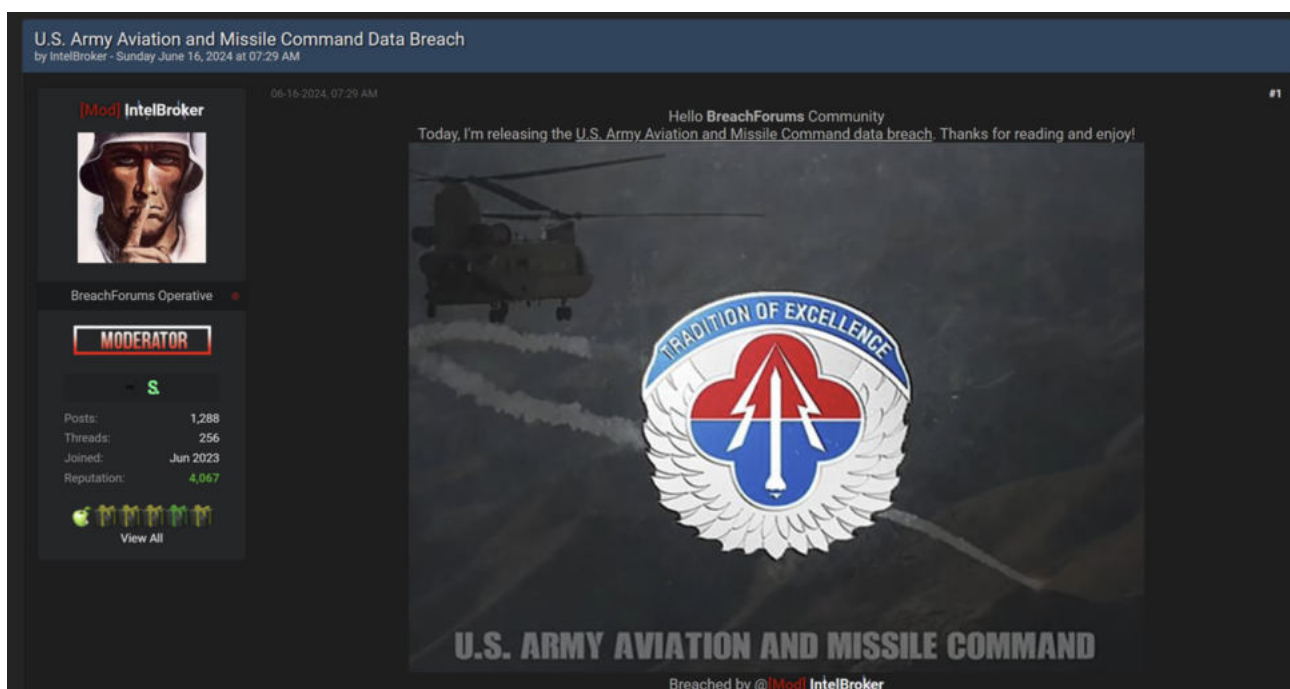 U.S. Army Aviation and Missile Command Data Breach
by IntelBroker - Sunday June 16, 2024 at 07:29 AM
[Mod] IntelBroker
BreachForums Operative
MODERATOR
S.
Posts: 1,288
Threads: 256
Joined: Jun 2023
Reputation: 4,067
View All
06-16-2024, 07:29 AM
#1
Hello BreachForums Community
Today, I'm releasing the U.S. Army Aviation and Missile Command data breach. Thanks for reading and enjoy!
TRADITION OF EXCELLENCE
U.S. ARMY AVIATION AND MISSILE COMMAND
Breached by @[Mod] IntelBroker